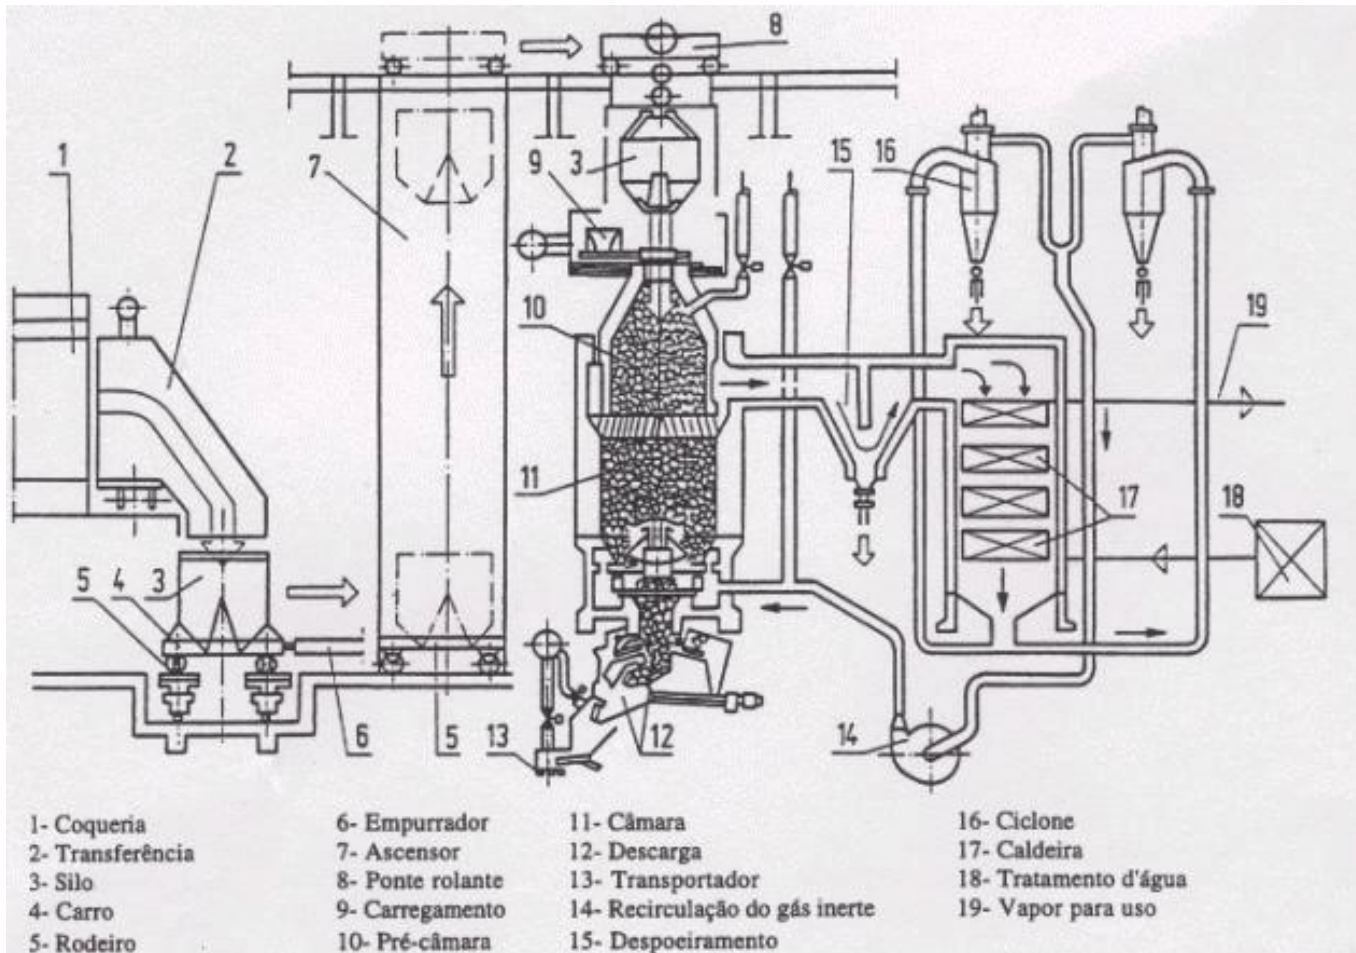 8
1
2
7
9
3
15
16
10
19
11
17
18
5
4
3
6
5
13
12
14
1- Coqueria
2- Transferência
3- Silo
4- Carro
5- Rodeiro
6- Empurrador
7- Ascensor
8- Ponte rolante
9- Carregamento
10- Pré-câmara
11- Câmara
12- Descarga
13- Transportador
14- Recirculação do gás inerte
15- Despoeiramento
16- Ciclone
17- Caldeira
18- Tratamento d'água
19- Vapor para uso